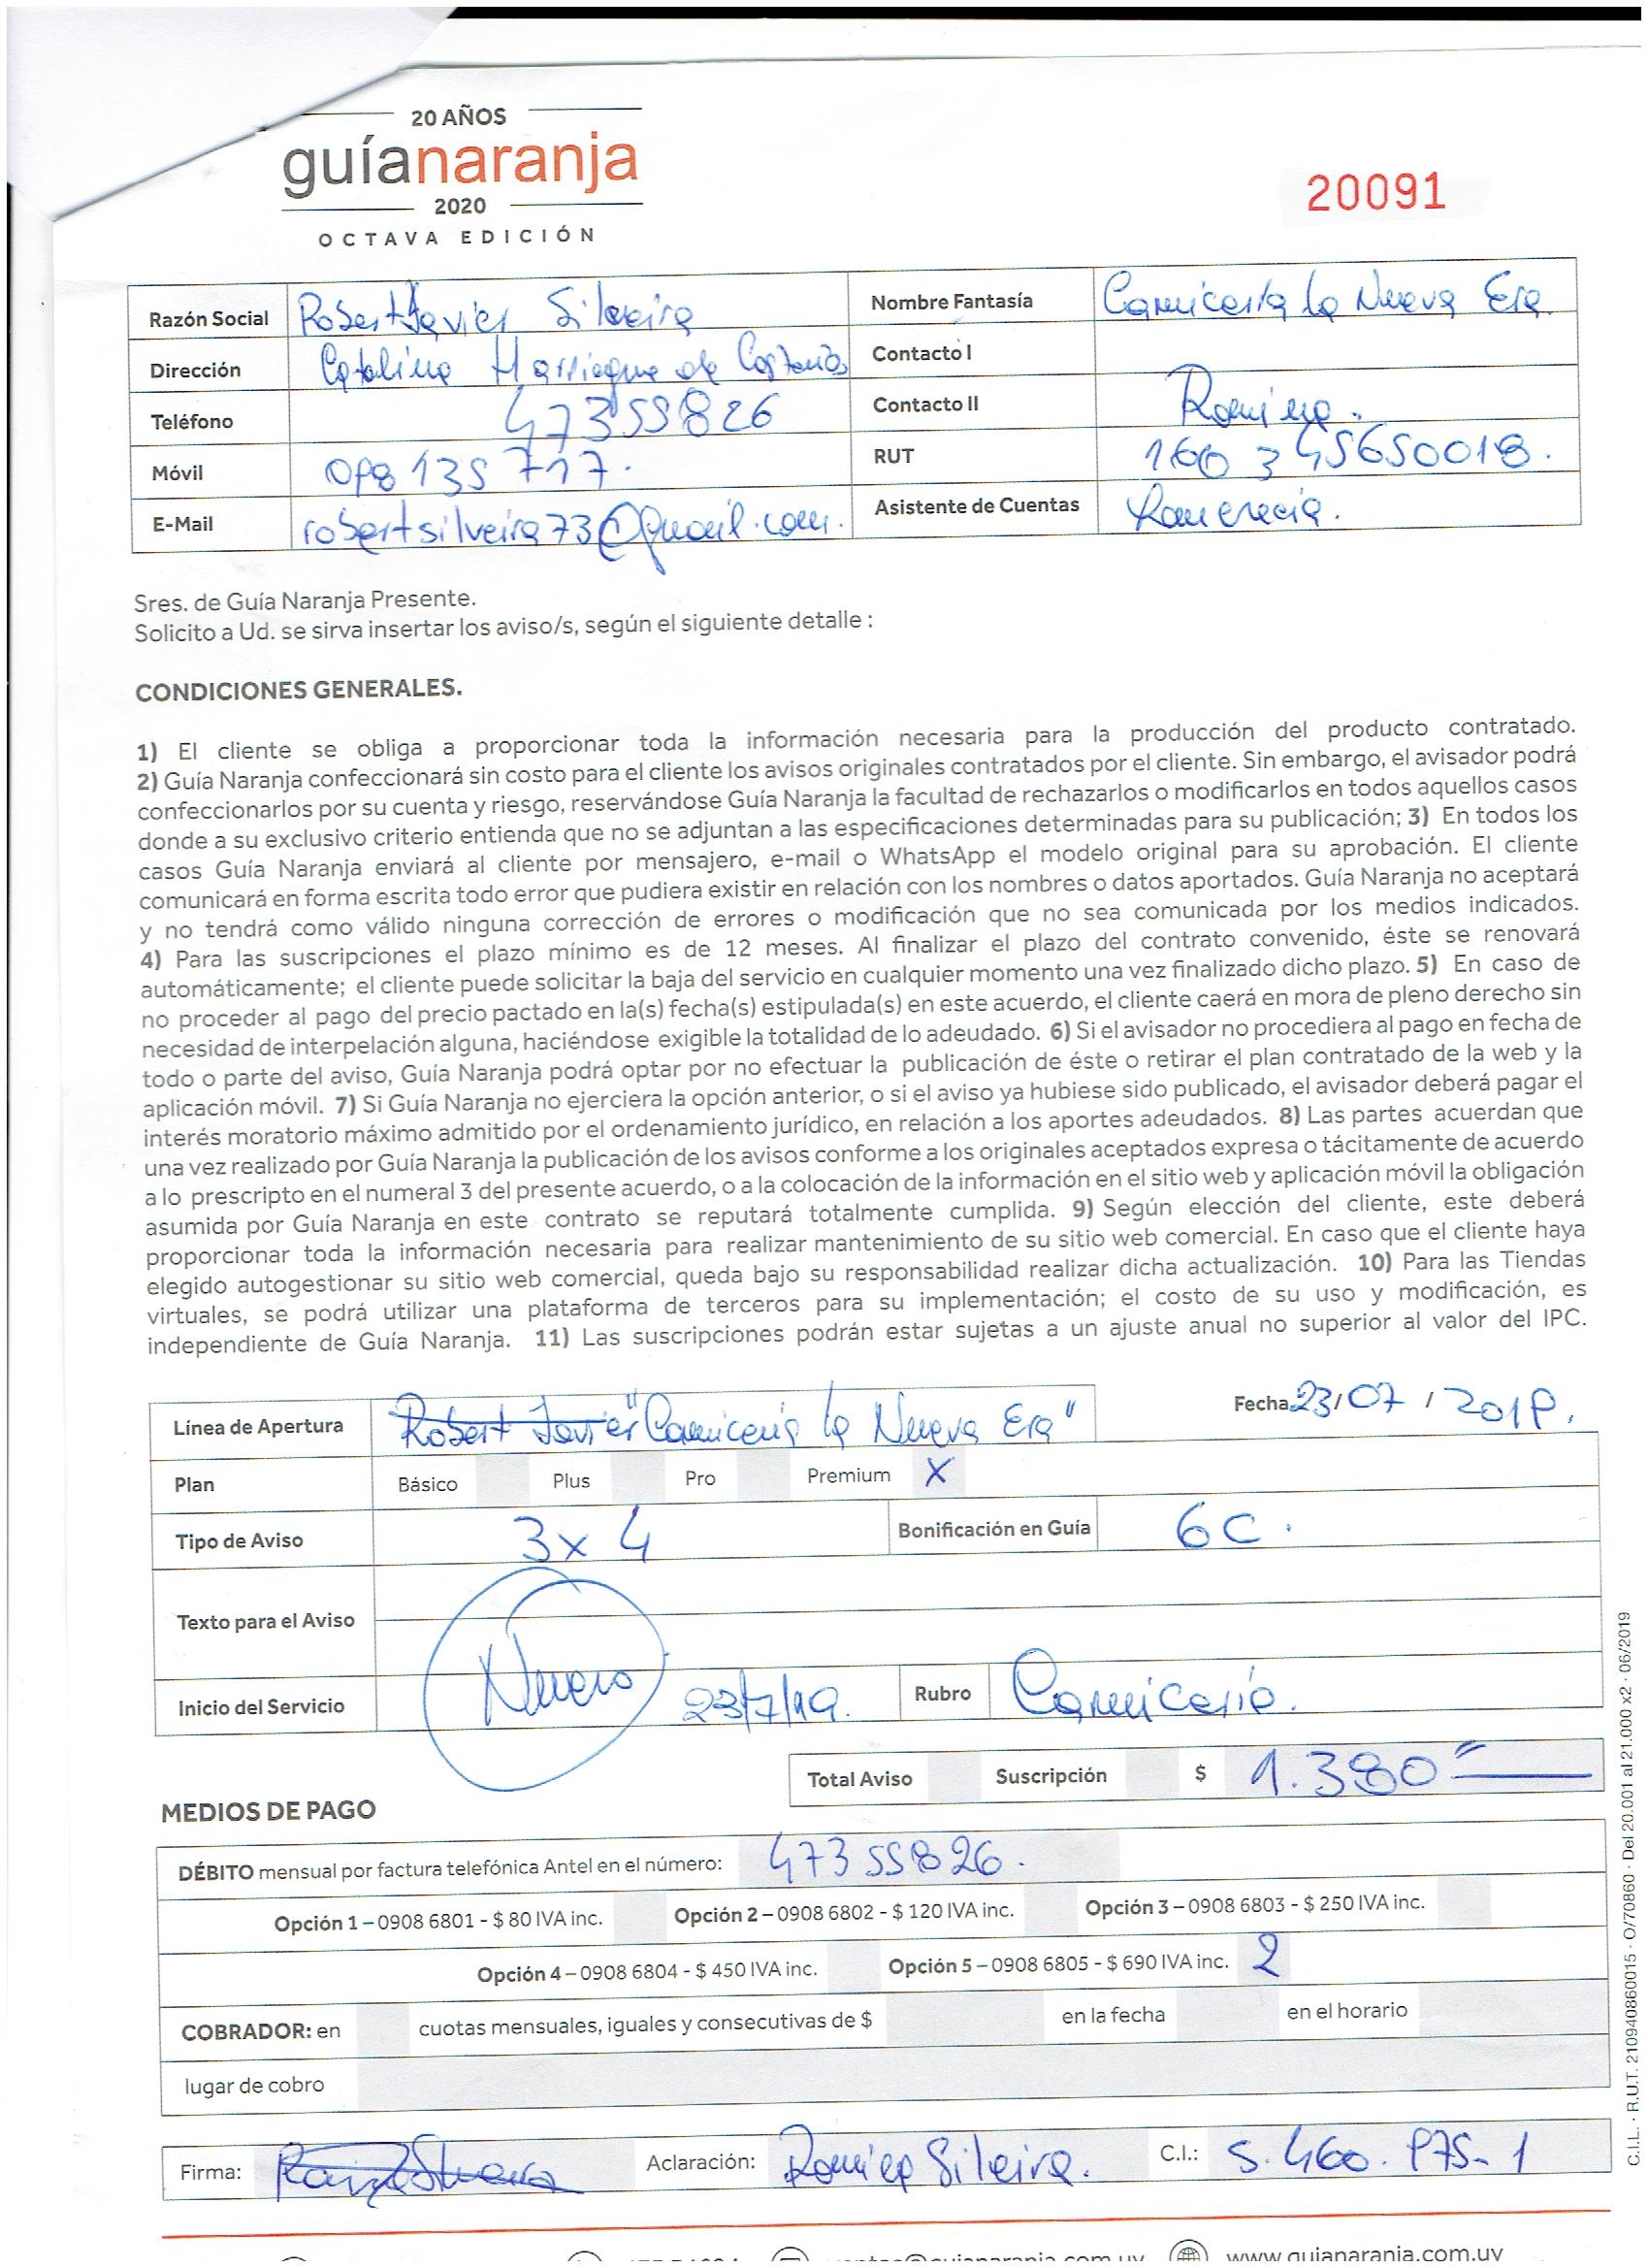 20 AÑOS
guíanaranja
2020
OCTAVA EDICIÓN
20091
Razón Social Robert Javier Silveira Nombre Fantasía Carnicería la Nueva Era
Dirección Catalina Harriague de Castaños Contacto I
Teléfono 47355826 Contacto II Romina.
Móvil 098 135 717. RUT 160345650018.
E-Mail robertsilveira73@gmail.com. Asistente de Cuentas
Sres. de Guía Naranja Presente.
Solicito a Ud. se sirva insertar los aviso/s, según el siguiente detalle :
CONDICIONES GENERALES.
1) El cliente se obliga a proporcionar toda la información necesaria para la producción del producto contratado.
2) Guía Naranja confeccionará sin costo para el cliente los avisos originales contratados por el cliente. Sin embargo, el avisador podrá
confeccionarlos por su cuenta y riesgo, reservándose Guía Naranja la facultad de rechazarlos o modificarlos en todos aquellos casos
donde a su exclusivo criterio entienda que no se adjuntan a las especificaciones determinadas para su publicación; 3) En todos los
casos Guía Naranja enviará al cliente por mensajero, e-mail o WhatsApp el modelo original para su aprobación. El cliente
comunicará en forma escrita todo error que pudiera existir en relación con los nombres o datos aportados. Guía Naranja no aceptará
y no tendrá como válido ninguna corrección de errores o modificación que no sea comunicada por los medios indicados.
4) Para las suscripciones el plazo mínimo es de 12 meses. Al finalizar el plazo del contrato convenido, éste se renovará
automáticamente; el cliente puede solicitar la baja del servicio en cualquier momento una vez finalizado dicho plazo. 5) En caso de
no proceder al pago del precio pactado en la(s) fecha(s) estipulada(s) en este acuerdo, el cliente caerá en mora de pleno derecho sin
necesidad de interpelación alguna, haciéndose exigible la totalidad de lo adeudado. 6) Si el avisador no procediera al pago en fecha de
todo o parte del aviso, Guía Naranja podrá optar por no efectuar la publicación de éste o retirar el plan contratado de la web y la
aplicación móvil. 7) Si Guía Naranja no ejerciera la opción anterior, o si el aviso ya hubiese sido publicado, el avisador deberá pagar el
interés moratorio máximo admitido por el ordenamiento jurídico, en relación a los aportes adeudados. 8) Las partes acuerdan que
una vez realizado por Guía Naranja la publicación de los avisos conforme a los originales aceptados expresa o tácitamente de acuerdo
a lo prescripto en el numeral 3 del presente acuerdo, o a la colocación de la información en el sitio web y aplicación móvil la obligación
asumida por Guía Naranja en este contrato se reputará totalmente cumplida. 9) Según elección del cliente, este deberá
proporcionar toda la información necesaria para realizar mantenimiento de su sitio web comercial. En caso que el cliente haya
elegido autogestionar su sitio web comercial, queda bajo su responsabilidad realizar dicha actualización. 10) Para las Tiendas
virtuales, se podrá utilizar una plataforma de terceros para su implementación; el costo de su uso y modificación, es
independiente de Guía Naranja. 11) Las suscripciones podrán estar sujetas a un ajuste anual no superior al valor del IPC.
Línea de Apertura Robert Javier "Carnicería la Nueva Era" Fecha 23/07/2019.
Plan Básico Plus Pro Premium X
Tipo de Aviso 3x4 Bonificación en Guía 6C.
Texto para el Aviso
Inicio del Servicio Nuevo 23/7/19. Rubro Carnicería.
Total Aviso Suscripción $ 1.380
MEDIOS DE PAGO
DÉBITO mensual por factura telefónica Antel en el número: 47355826.
Opción 1 – 0908 6801 - $ 80 IVA inc. Opción 2 – 0908 6802 - $ 120 IVA inc. Opción 3 – 0908 6803 - $ 250 IVA inc.
Opción 4 – 0908 6804 - $ 450 IVA inc. Opción 5 – 0908 6805 - $ 690 IVA inc. 2
COBRADOR: en cuotas mensuales, iguales y consecutivas de $ en la fecha en el horario
lugar de cobro
Firma: Aclaración: Romina Silveira. C.I.: 5.460.975-1
www.guianaranja.com.uy
C.I.L. · R.U.T. 210940860015 · O/70860 · Del 20.001 al 21.000 x2 · 06/2019